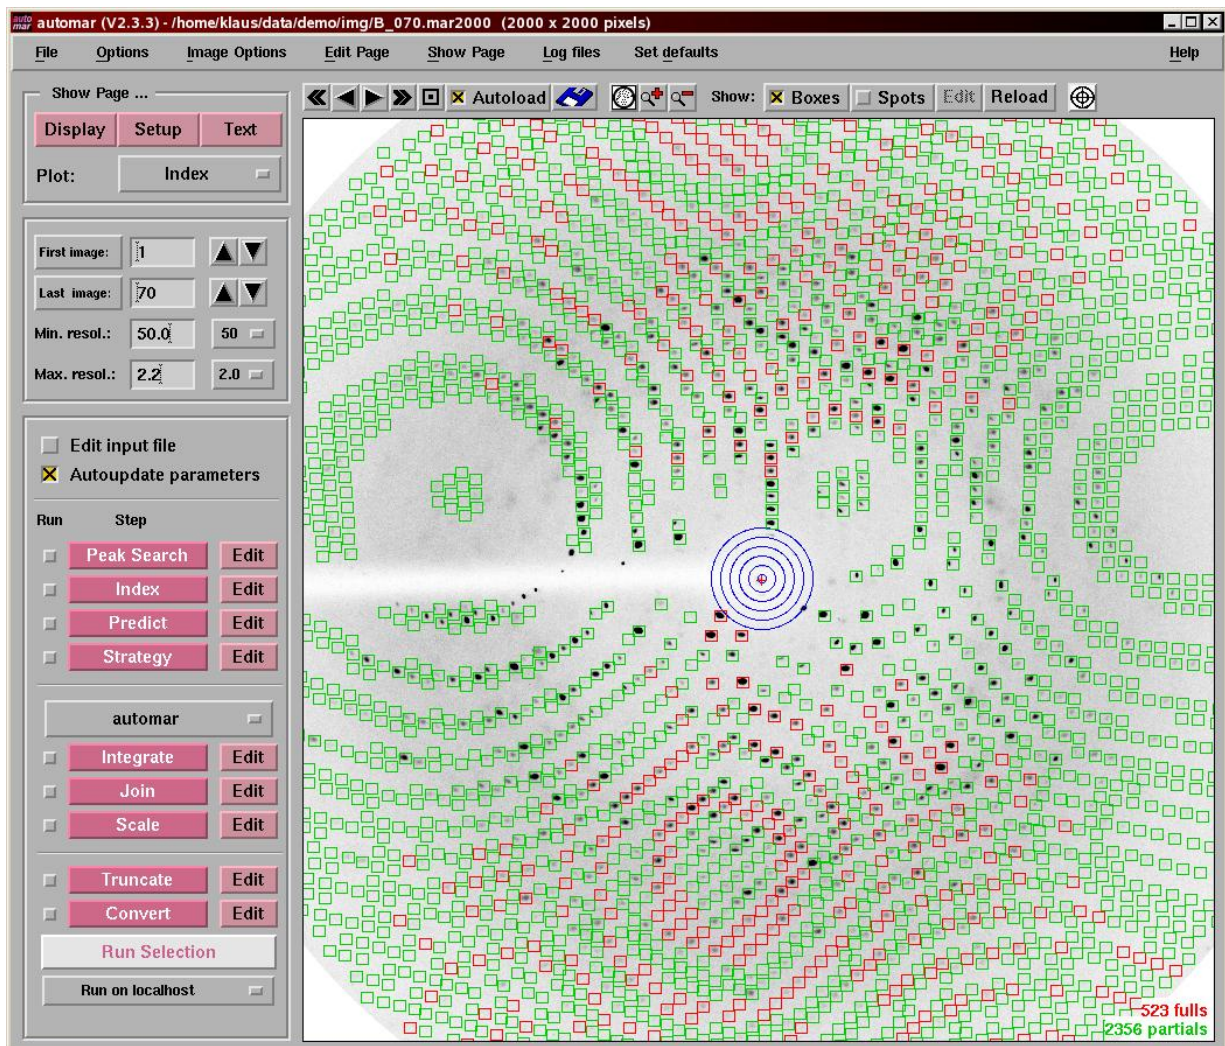 auto mar automar (V2.3.3) - /home/klaus/data/demo/img/B_070.mar2000 (2000 x 2000 pixels)
File Options Image Options Edit Page Show Page Log files Set defaults Help
Show Page ...
Display Setup Text
Plot: Index
Autoload Show: Boxes Spots Edit Reload
First image: 1
Last image: 70
Min. resol.: 50.0 50
Max. resol.: 2.2 2.0
Edit input file
Autoupdate parameters
Run Step
Peak Search Edit
Index Edit
Predict Edit
Strategy Edit
automar
Integrate Edit
Join Edit
Scale Edit
Truncate Edit
Convert Edit
Run Selection
Run on localhost
523 fulls
2356 partials